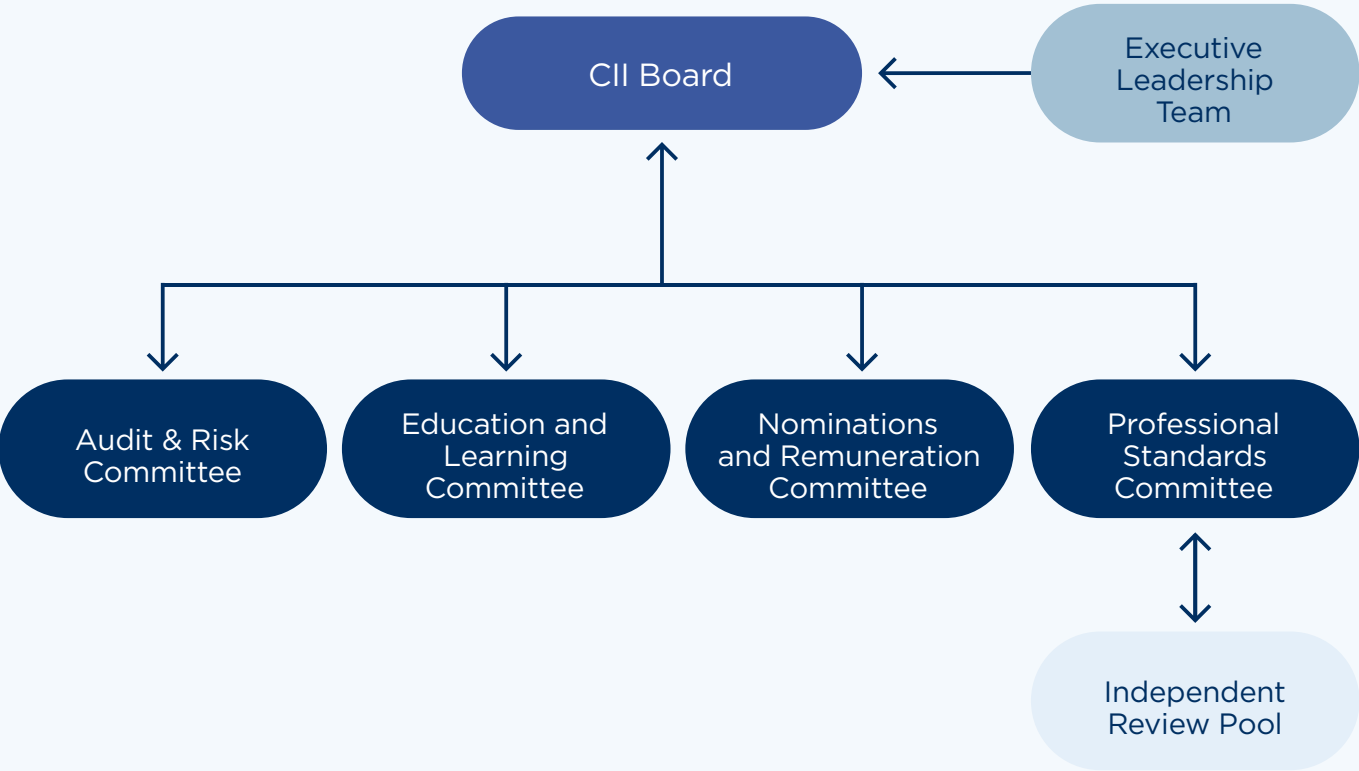 CII Board
Executive
Leadership
Team
Audit & Risk
Committee
Education and
Learning
Committee
Nominations
and Remuneration
Committee
Professional
Standards
Committee
Independent
Review Pool